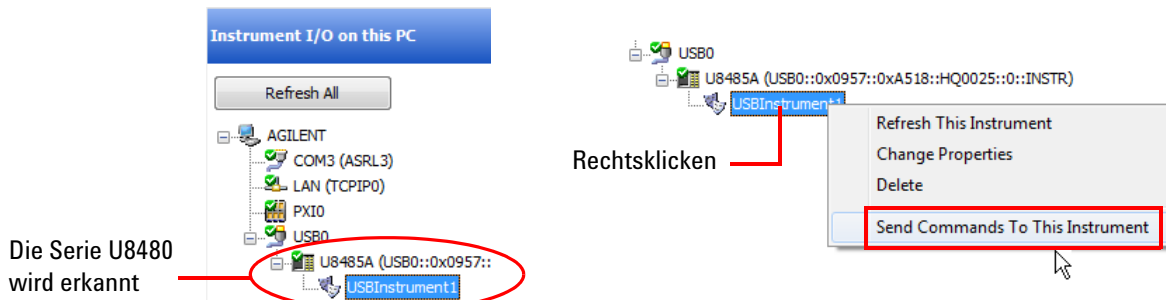 Instrument I/O on this PC
Refresh All
AGILENT
COM3 (ASRL3)
LAN (TCPIP0)
PXI0
USB0
U8485A (USB0::0x0957::
USBInstrument1
Die Serie U8480
wird erkannt
USB0
U8485A (USB0::0x0957::0xA518::HQ0025::0::INSTR)
USBInstrument1
Rechtsklicken
Refresh This Instrument
Change Properties
Delete
Send Commands To This Instrument